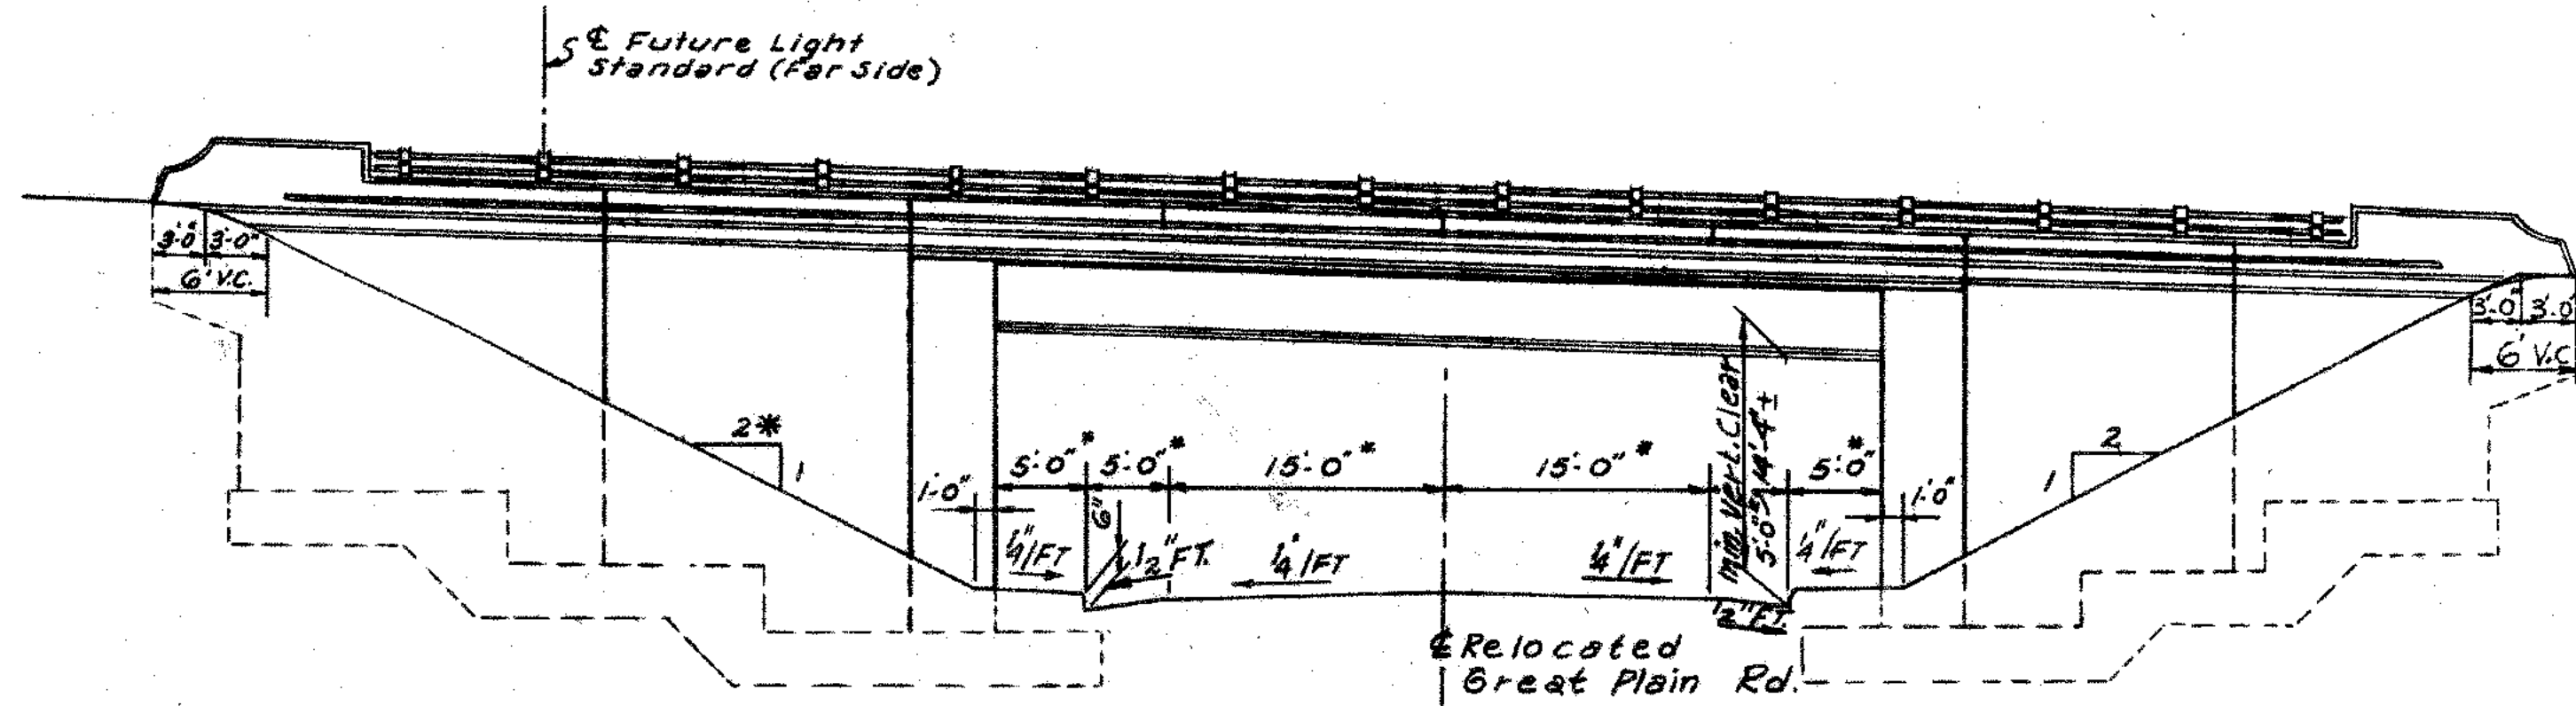 ℄ Future Light
Standard (Far Side)
3'-0" 3'-0"
6' V.C.
3'-0" 3'-0"
6' V.C.
2*
1
2
1
1'-0"
5'-0"* 5'-0"* 15'-0"* 15'-0"* 5'-0"* 5'-0"*
1'-0"
Min. Vert. Clear
14'-4" ±
6"
1/4"/FT
1/2" FT.
1/4"/FT
1/4"/FT
1/2" FT.
1/4"/FT
℄ Relocated
Great Plain Rd.